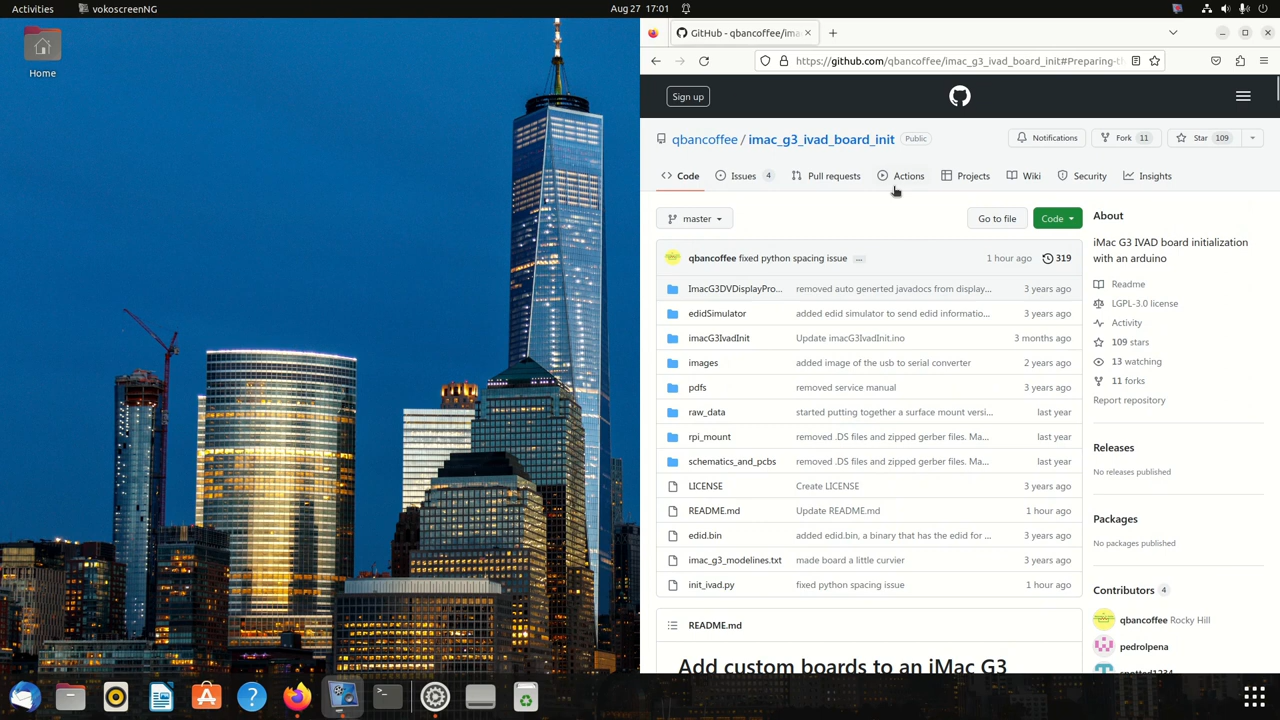 Activities vokoscreenNG Aug 27 17:01
Home
GitHub - qbancoffee/ima
https://github.com/qbancoffee/imac_g3_ivad_board_init#Preparing-t
Sign up
qbancoffee / imac_g3_ivad_board_init Public Notifications Fork 11 Star 109
Code Issues 4 Pull requests Actions Projects Wiki Security Insights
master Go to file Code
qbancoffee fixed python spacing issue ... 1 hour ago 319
ImacG3DVDisplayPro... removed auto generted javadocs from display... 3 years ago
edidSimulator added edid simulator to send edid informatio... 3 years ago
imacG3IvadInit Update imacG3IvadInit.ino 3 months ago
images added image of the usb to serial converter 2 years ago
pdfs removed service manual 3 years ago
raw_data started putting together a surface mount versi... last year
rpi_mount removed .DS files and zipped gerber files. Ma... last year
schematics_and_pcbs removed .DS files and zipped gerber files. Ma... last year
LICENSE Create LICENSE 3 years ago
README.md Update README.md 1 hour ago
edid.bin added edid.bin, a binary that has the edid for ... 3 years ago
imac_g3_modelines.txt made board a little curvier 3 years ago
init_ivad.py fixed python spacing issue 1 hour ago
README.md
Add custom boards to an iMac G3
About
iMac G3 IVAD board initialization
with an arduino
Readme
LGPL-3.0 license
Activity
109 stars
13 watching
11 forks
Report repository
Releases
No releases published
Packages
No packages published
Contributors 4
qbancoffee Rocky Hill
pedrolpena